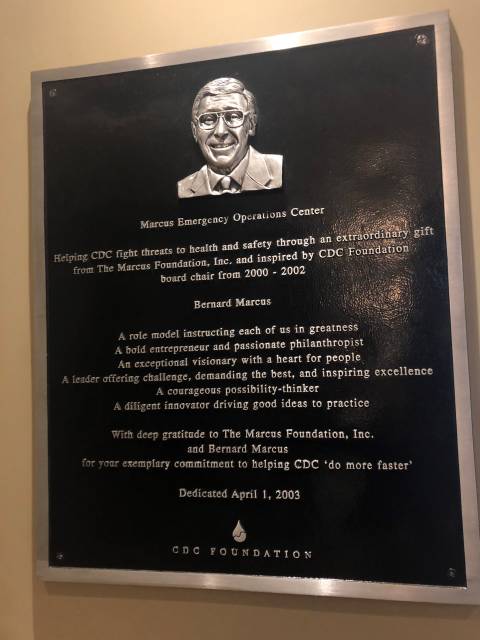 Marcus Emergency Operations Center
Helping CDC fight threats to health and safety through an extraordinary gift
from The Marcus Foundation, Inc. and inspired by CDC Foundation
board chair from 2000 - 2002
Bernard Marcus
A role model instructing each of us in greatness
A bold entrepreneur and passionate philanthropist
An exceptional visionary with a heart for people
A leader offering challenge, demanding the best, and inspiring excellence
A courageous possibility-thinker
A diligent innovator driving good ideas to practice
With deep gratitude to The Marcus Foundation, Inc.
and Bernard Marcus
for your exemplary commitment to helping CDC 'do more faster'
Dedicated April 1, 2003
CDC FOUNDATION